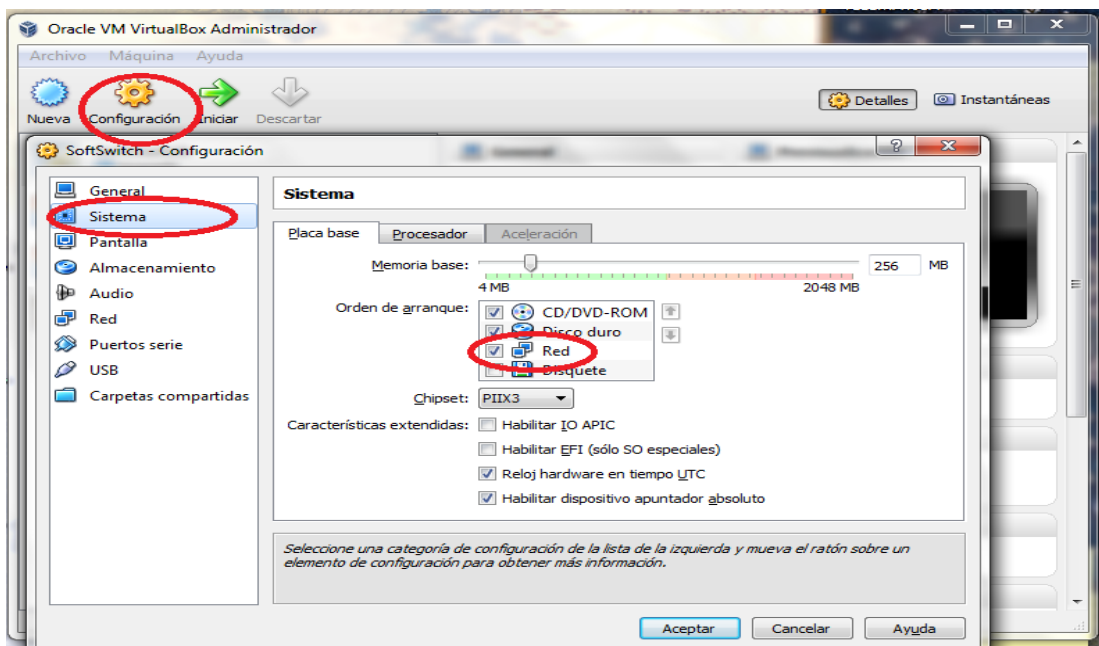 Oracle VM VirtualBox Administrador
Archivo Máquina Ayuda
Nueva Configuración Iniciar Descartar
Detalles Instantáneas
SoftSwitch - Configuración
General
Sistema
Pantalla
Almacenamiento
Audio
Red
Puertos serie
USB
Carpetas compartidas
Sistema
Placa base Procesador Aceleración
Memoria base: 256 MB
4 MB 2048 MB
Orden de arranque: CD/DVD-ROM
Disco duro
Red
Disquete
Chipset: PIIX3
Características extendidas: Habilitar IO APIC
Habilitar EFI (sólo SO especiales)
Reloj hardware en tiempo UTC
Habilitar dispositivo apuntador absoluto
Seleccione una categoría de configuración de la lista de la izquierda y mueva el ratón sobre un
elemento de configuración para obtener más información.
Aceptar Cancelar Ayuda